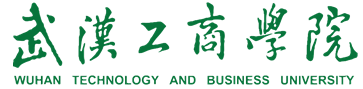 武漢工商學院
WUHAN TECHNOLOGY AND BUSINESS UNIVERSITY